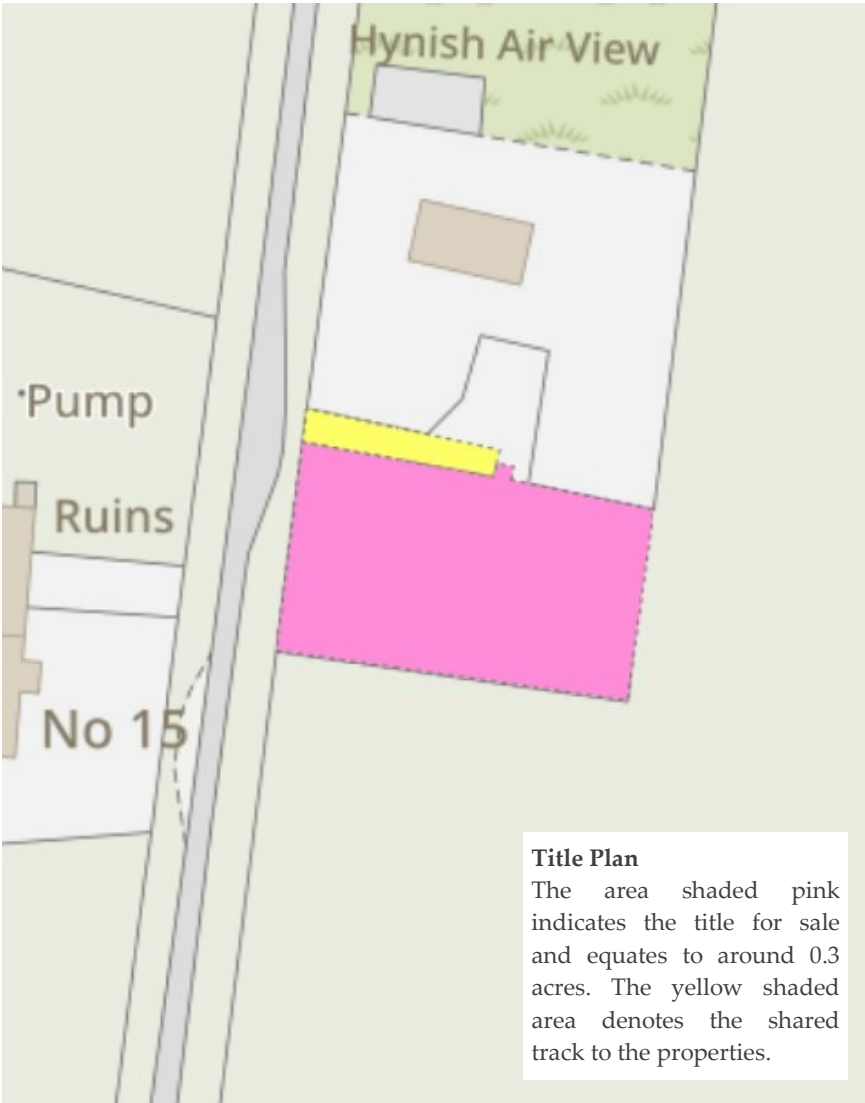 Hynish Air View
Pump
Ruins
No 15
Title Plan
The area shaded pink
indicates the title for sale
and equates to around 0.3
acres. The yellow shaded
area denotes the shared
track to the properties.